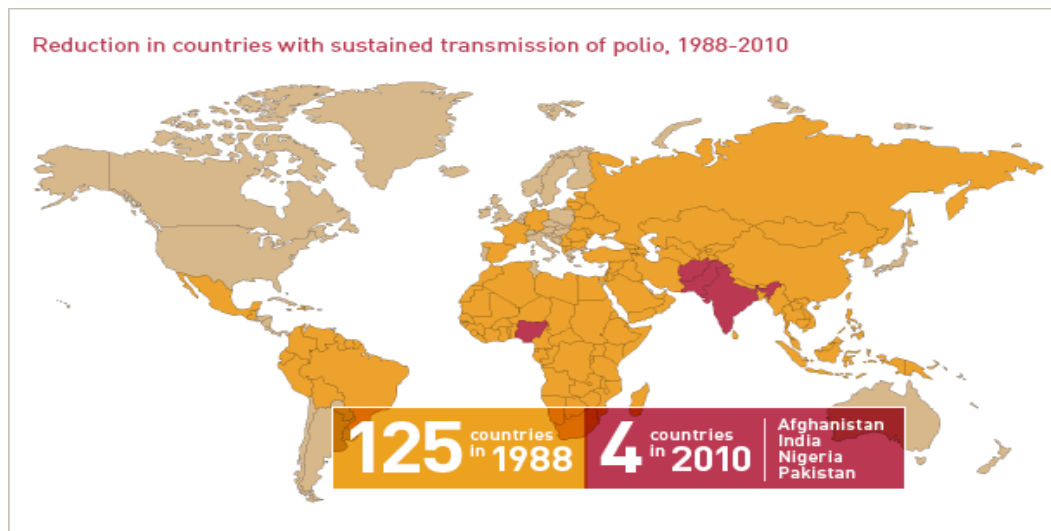 Reduction in countries with sustained transmission of polio, 1988-2010
125 countries
in 1988
4 countries
in 2010
Afghanistan
India
Nigeria
Pakistan